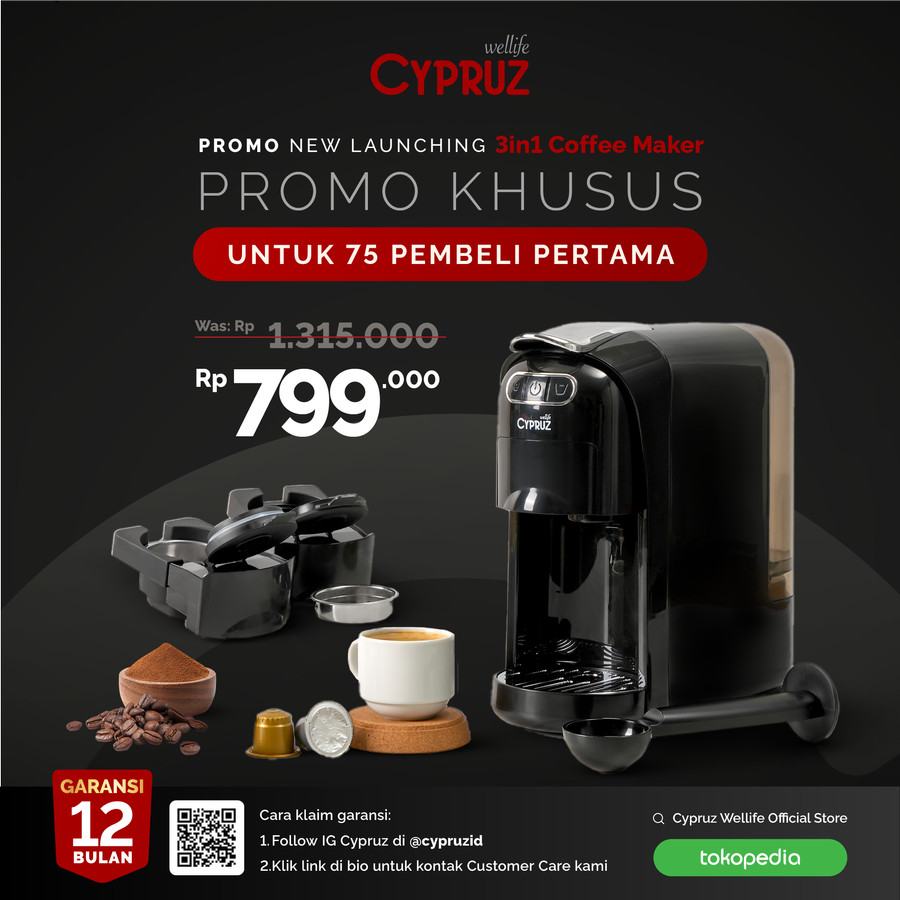 wellife
CYPRUZ
PROMO NEW LAUNCHING 3in1 Coffee Maker
PROMO KHUSUS
UNTUK 75 PEMBELI PERTAMA
Was: Rp 1.315.000
Rp 799.000
wellife
CYPRUZ
GARANSI
12
BULAN
Cara klaim garansi:
1.Follow IG Cypruz di @cypruzid
2.Klik link di bio untuk kontak Customer Care kami
Cypruz Wellife Official Store
tokopedia